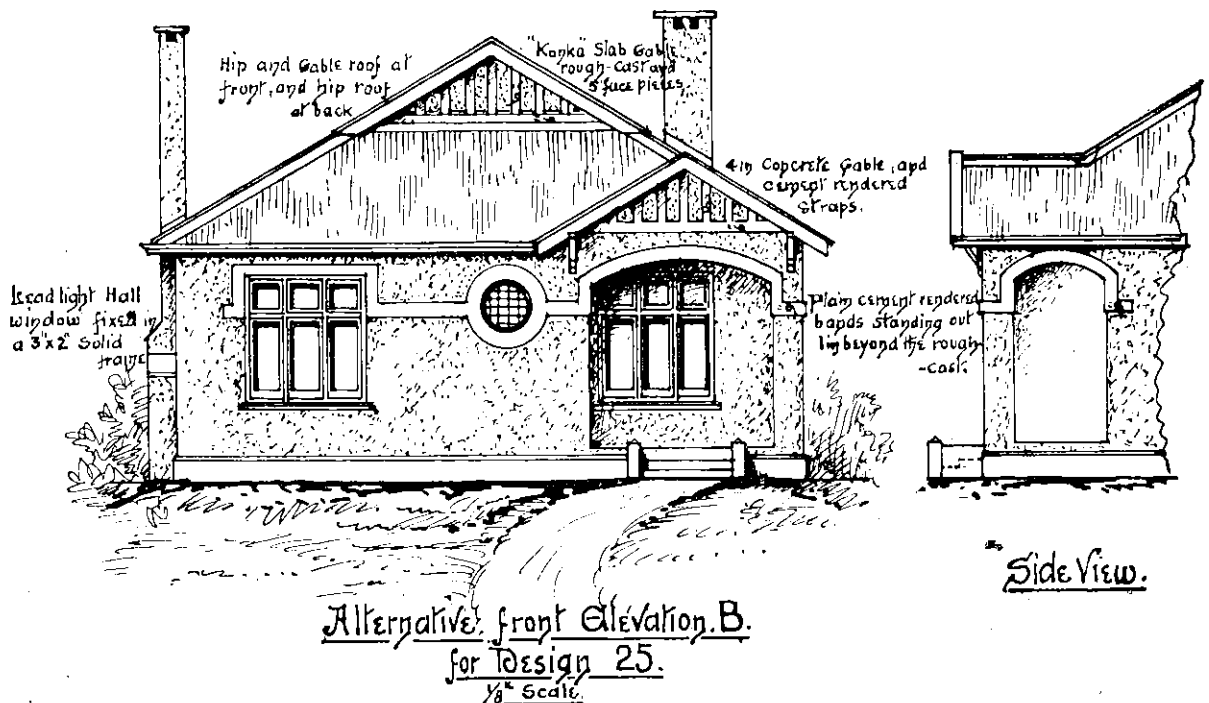 Hip and Gable roof at
front, and hip roof
at back
"Konka" Slab Gable
rough-cast and
5" face pieces
4in Concrete Gable, and
cement rendered
straps.
Leadlight Hall
window fixed in
a 3'x2' Solid
frame
Plain cement rendered
bands standing out
1in beyond the rough-
-cast.
Side View.
Alternative front Elevation. B.
for Design 25.
1/8" Scale.